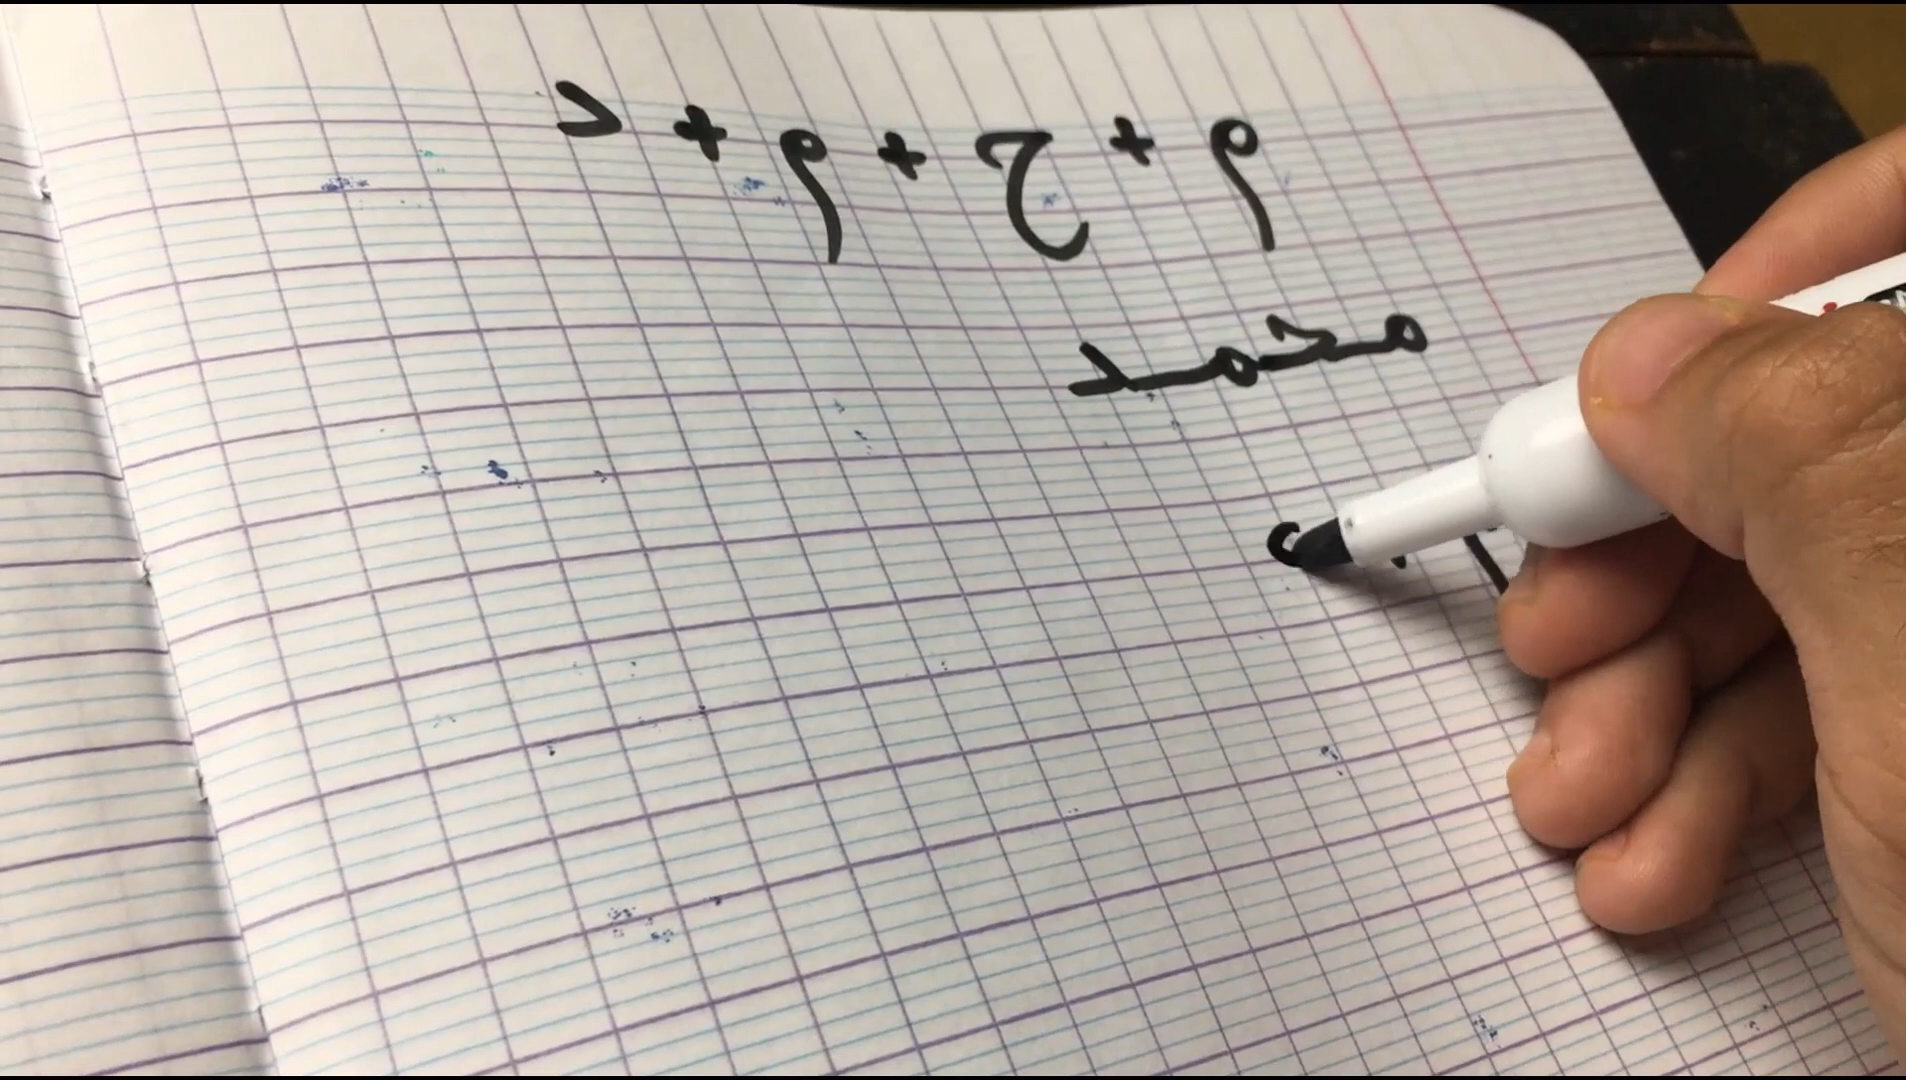 م + ح + م + د
محمد